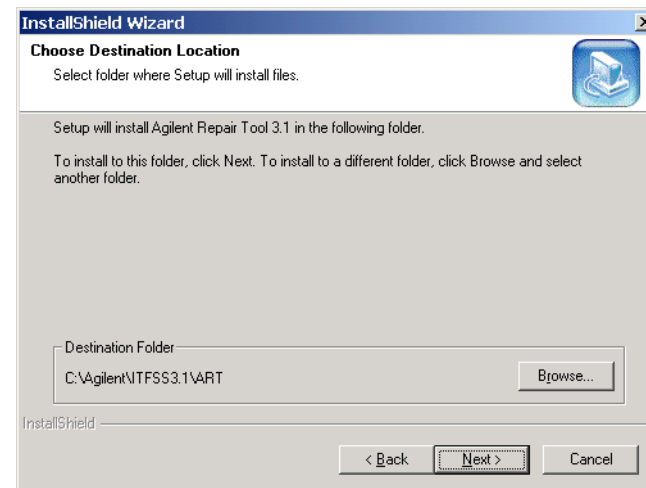 InstallShield Wizard
Choose Destination Location
Select folder where Setup will install files.
Setup will install Agilent Repair Tool 3.1 in the following folder.
To install to this folder, click Next. To install to a different folder, click Browse and select
another folder.
Destination Folder
C:\Agilent\ITFSS3.1\ART
Browse...
InstallShield
< Back
Next >
Cancel